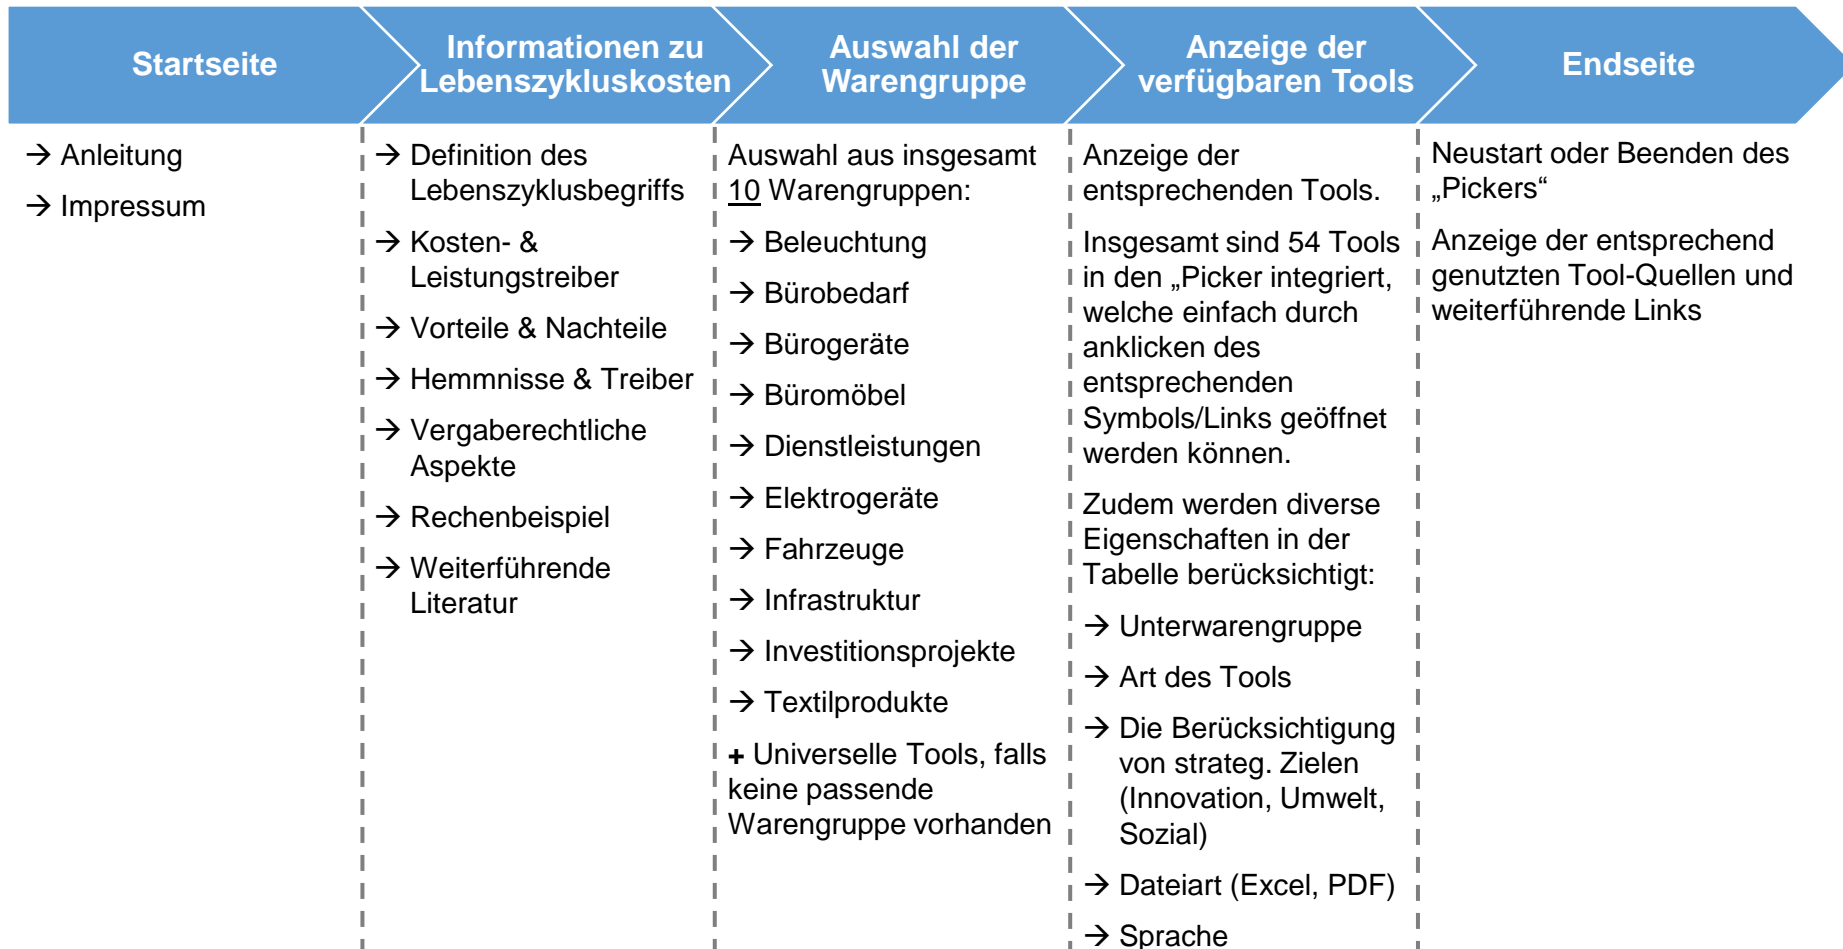 Startseite
Informationen zu
Lebenszykluskosten
Auswahl der
Warengruppe
Anzeige der
verfügbaren Tools
Endseite
→ Anleitung
→ Impressum
→ Definition des
Lebenszyklusbegriffs
→ Kosten- &
Leistungstreiber
→ Vorteile & Nachteile
→ Hemmnisse & Treiber
→ Vergaberechtliche
Aspekte
→ Rechenbeispiel
→ Weiterführende
Literatur
Auswahl aus insgesamt
10 Warengruppen:
→ Beleuchtung
→ Bürobedarf
→ Bürogeräte
→ Büromöbel
→ Dienstleistungen
→ Elektrogeräte
→ Fahrzeuge
→ Infrastruktur
→ Investitionsprojekte
→ Textilprodukte
+ Universelle Tools, falls
keine passende
Warengruppe vorhanden
Anzeige der
entsprechenden Tools.
Insgesamt sind 54 Tools
in den „Picker integriert,
welche einfach durch
anklicken des
entsprechenden
Symbols/Links geöffnet
werden können.
Zudem werden diverse
Eigenschaften in der
Tabelle berücksichtigt:
→ Unterwarengruppe
→ Art des Tools
→ Die Berücksichtigung
von strateg. Zielen
(Innovation, Umwelt,
Sozial)
→ Dateiart (Excel, PDF)
→ Sprache
Neustart oder Beenden des
„Pickers“
Anzeige der entsprechend
genutzten Tool-Quellen und
weiterführende Links